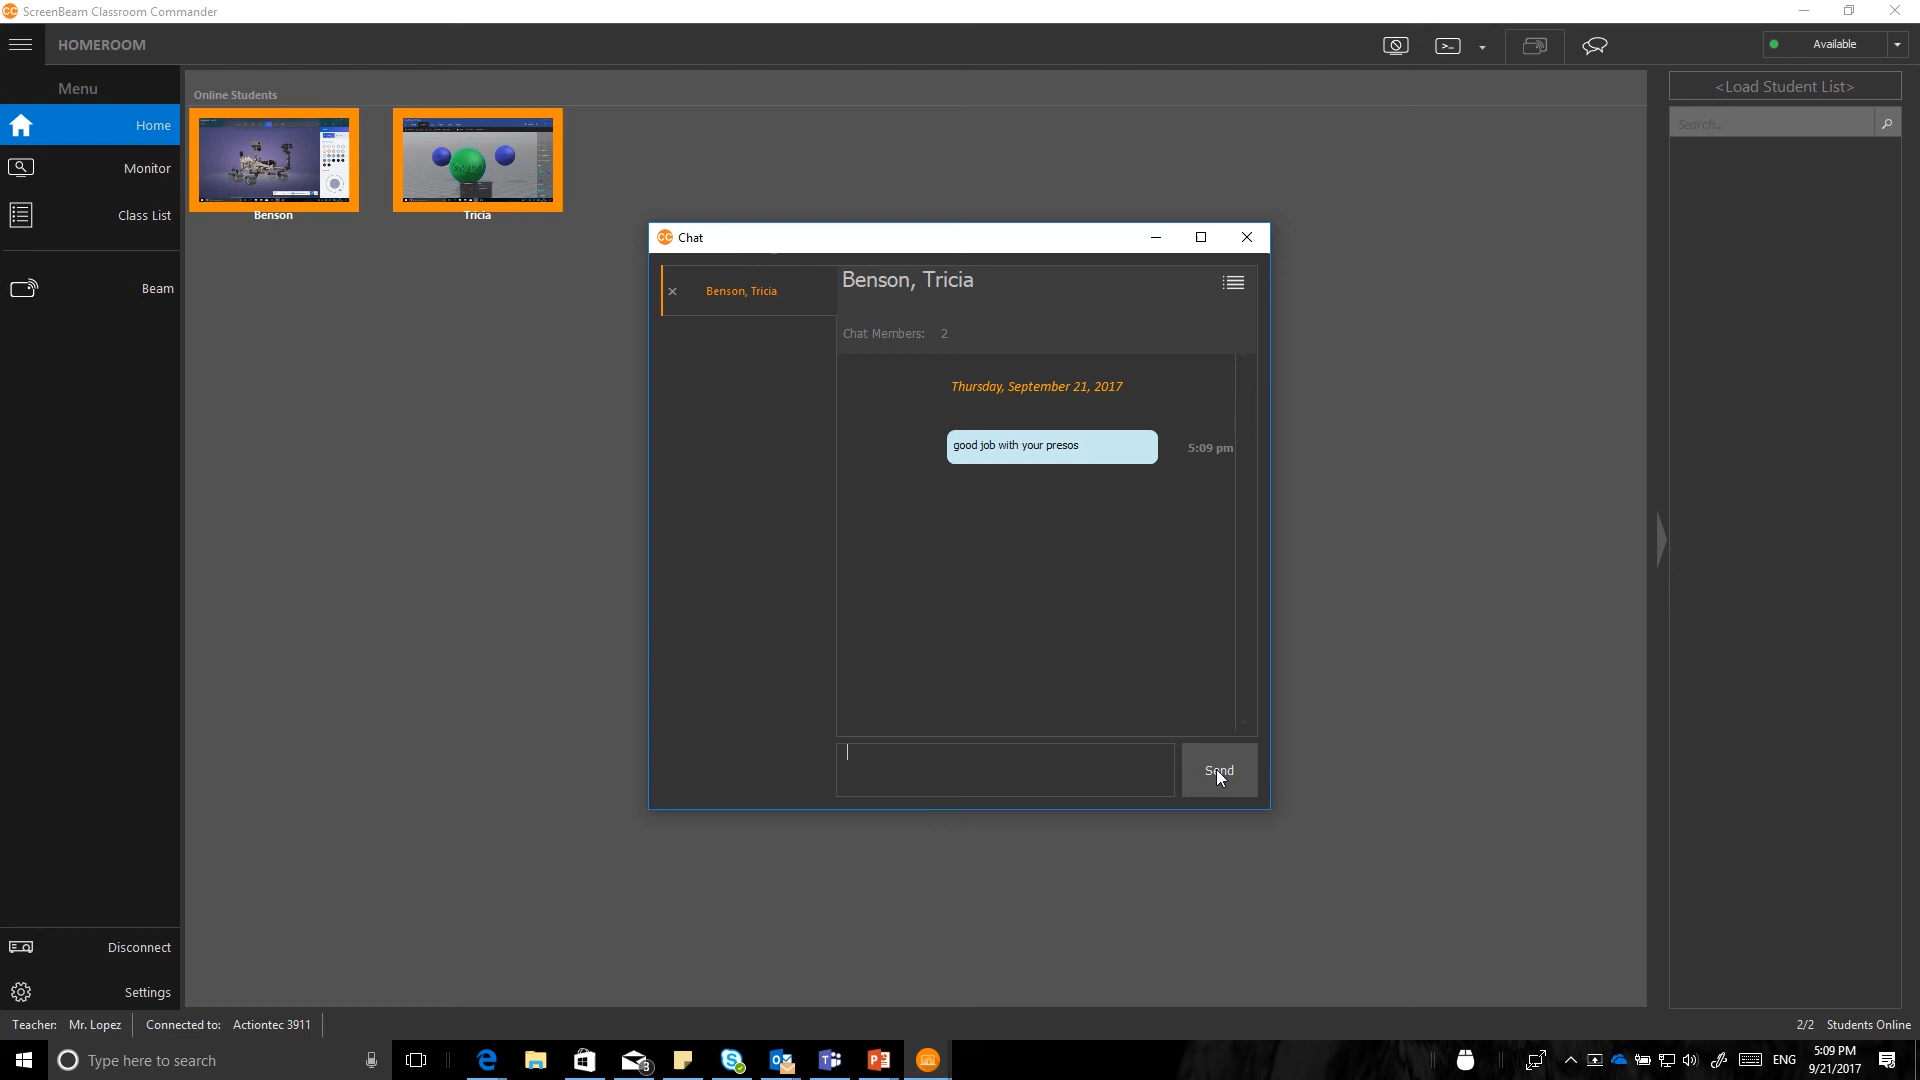 CC ScreenBeam Classroom Commander
HOMEROOM
Available
Menu
Home
Monitor
Class List
Beam
Disconnect
Settings
Online Students
Benson
Tricia
<Load Student List>
Search...
CC Chat
Benson, Tricia
Benson, Tricia
Chat Members: 2
Thursday, September 21, 2017
good job with your presos
5:09 pm
Send
Teacher: Mr. Lopez
Connected to: Actiontec 3911
2/2 Students Online
Type here to search
3
ENG
5:09 PM
9/21/2017